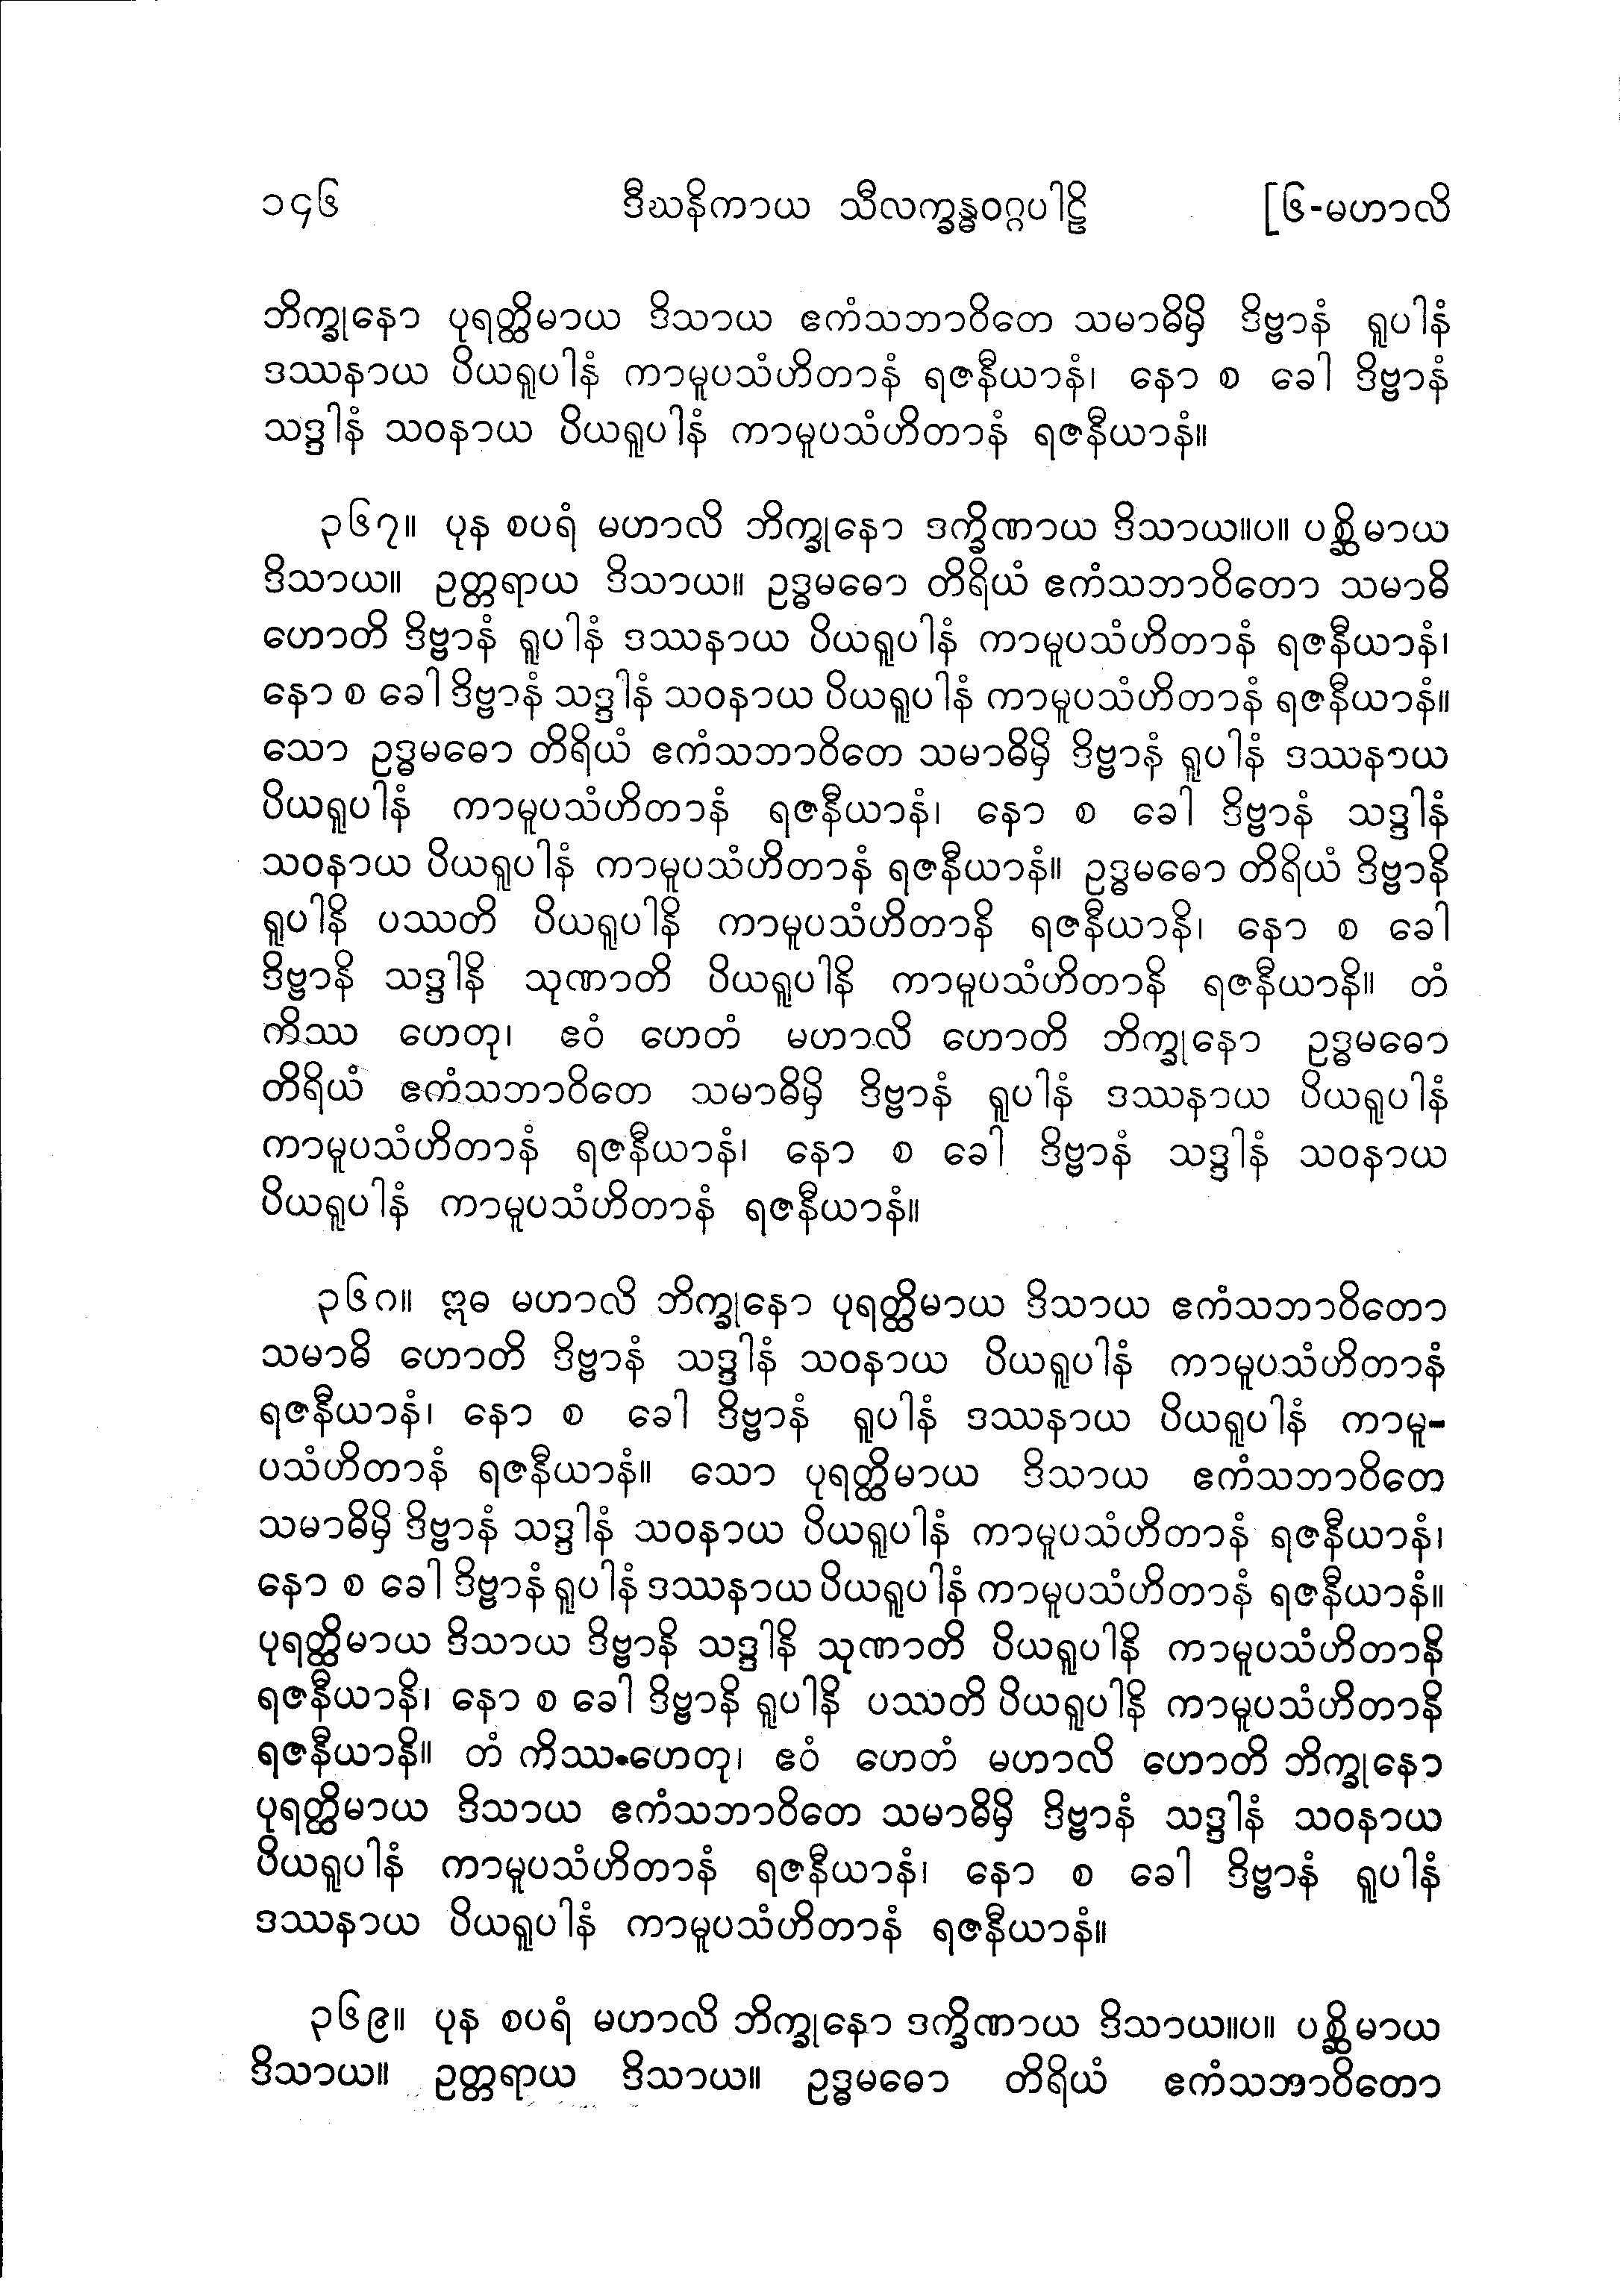 ၁၄၆ ဒီဃနိကာယ သီလက္ခန္ဓဝဂ္ဂပါဠိ [၆-မဟာလိ
ဘိက္ခုနော ပုရတ္ထိမာယ ဒိသာယ ဧကံသဘာဝိတေ သမာဓိမှိ ဒိဗ္ဗာနံ ရူပါနံ
ဒဿနာယ ပိယရူပါနံ ကာမူပသံဟိတာနံ ရဇနီယာနံ၊ နော စ ခေါ ဒိဗ္ဗာနံ
သဒ္ဒါနံ သဝနာယ ပိယရူပါနံ ကာမူပသံဟိတာနံ ရဇနီယာနံ။
၃၆၇။ ပုန စပရံ မဟာလိ ဘိက္ခုနော ဒက္ခိဏာယ ဒိသာယ။ပ။ ပစ္ဆိမာယ
ဒိသာယ။ ဥတ္တရာယ ဒိသာယ။ ဥဒ္ဓမဓော တိရိယံ ဧကံသဘာဝိတော သမာဓိ
ဟောတိ ဒိဗ္ဗာနံ ရူပါနံ ဒဿနာယ ပိယရူပါနံ ကာမူပသံဟိတာနံ ရဇနီယာနံ၊
နော စ ခေါ ဒိဗ္ဗာနံ သဒ္ဒါနံ သဝနာယ ပိယရူပါနံ ကာမူပသံဟိတာနံ ရဇနီယာနံ။
သော ဥဒ္ဓမဓော တိရိယံ ဧကံသဘာဝိတေ သမာဓိမှိ ဒိဗ္ဗာနံ ရူပါနံ ဒဿနာယ
ပိယရူပါနံ ကာမူပသံဟိတာနံ ရဇနီယာနံ၊ နော စ ခေါ ဒိဗ္ဗာနံ သဒ္ဒါနံ
သဝနာယ ပိယရူပါနံ ကာမူပသံဟိတာနံ ရဇနီယာနံ။ ဥဒ္ဓမဓော တိရိယံ ဒိဗ္ဗာနိ
ရူပါနိ ပဿတိ ပိယရူပါနိ ကာမူပသံဟိတာနိ ရဇနီယာနိ၊ နော စ ခေါ
ဒိဗ္ဗာနိ သဒ္ဒါနိ သုဏာတိ ပိယရူပါနိ ကာမူပသံဟိတာနိ ရဇနီယာနိ။ တံ
ကိဿ ဟေတု၊ ဧဝံ ဟေတံ မဟာလိ ဟောတိ ဘိက္ခုနော ဥဒ္ဓမဓော
တိရိယံ ဧကံသဘာဝိတေ သမာဓိမှိ ဒိဗ္ဗာနံ ရူပါနံ ဒဿနာယ ပိယရူပါနံ
ကာမူပသံဟိတာနံ ရဇနီယာနံ၊ နော စ ခေါ ဒိဗ္ဗာနံ သဒ္ဒါနံ သဝနာယ
ပိယရူပါနံ ကာမူပသံဟိတာနံ ရဇနီယာနံ။
၃၆၈။ ဣဓ မဟာလိ ဘိက္ခုနော ပုရတ္ထိမာယ ဒိသာယ ဧကံသဘာဝိတော
သမာဓိ ဟောတိ ဒိဗ္ဗာနံ သဒ္ဒါနံ သဝနာယ ပိယရူပါနံ ကာမူပသံဟိတာနံ
ရဇနီယာနံ၊ နော စ ခေါ ဒိဗ္ဗာနံ ရူပါနံ ဒဿနာယ ပိယရူပါနံ ကာမူ-
ပသံဟိတာနံ ရဇနီယာနံ။ သော ပုရတ္ထိမာယ ဒိသာယ ဧကံသဘာဝိတေ
သမာဓိမှိ ဒိဗ္ဗာနံ သဒ္ဒါနံ သဝနာယ ပိယရူပါနံ ကာမူပသံဟိတာနံ ရဇနီယာနံ၊
နော စ ခေါ ဒိဗ္ဗာနံ ရူပါနံ ဒဿနာယ ပိယရူပါနံ ကာမူပသံဟိတာနံ ရဇနီယာနံ။
ပုရတ္ထိမာယ ဒိသာယ ဒိဗ္ဗာနိ သဒ္ဒါနိ သုဏာတိ ပိယရူပါနိ ကာမူပသံဟိတာနိ
ရဇနီယာနိ၊ နော စ ခေါ ဒိဗ္ဗာနိ ရူပါနိ ပဿတိ ပိယရူပါနိ ကာမူပသံဟိတာနိ
ရဇနီယာနိ။ တံ ကိဿ ဟေတု၊ ဧဝံ ဟေတံ မဟာလိ ဟောတိ ဘိက္ခုနော
ပုရတ္ထိမာယ ဒိသာယ ဧကံသဘာဝိတေ သမာဓိမှိ ဒိဗ္ဗာနံ သဒ္ဒါနံ သဝနာယ
ပိယရူပါနံ ကာမူပသံဟိတာနံ ရဇနီယာနံ၊ နော စ ခေါ ဒိဗ္ဗာနံ ရူပါနံ
ဒဿနာယ ပိယရူပါနံ ကာမူပသံဟိတာနံ ရဇနီယာနံ။
၃၆၉။ ပုန စပရံ မဟာလိ ဘိက္ခုနော ဒက္ခိဏာယ ဒိသာယ။ပ။ ပစ္ဆိမာယ
ဒိသာယ။ ဥတ္တရာယ ဒိသာယ။ ဥဒ္ဓမဓော တိရိယံ ဧကံသဘာဝိတော